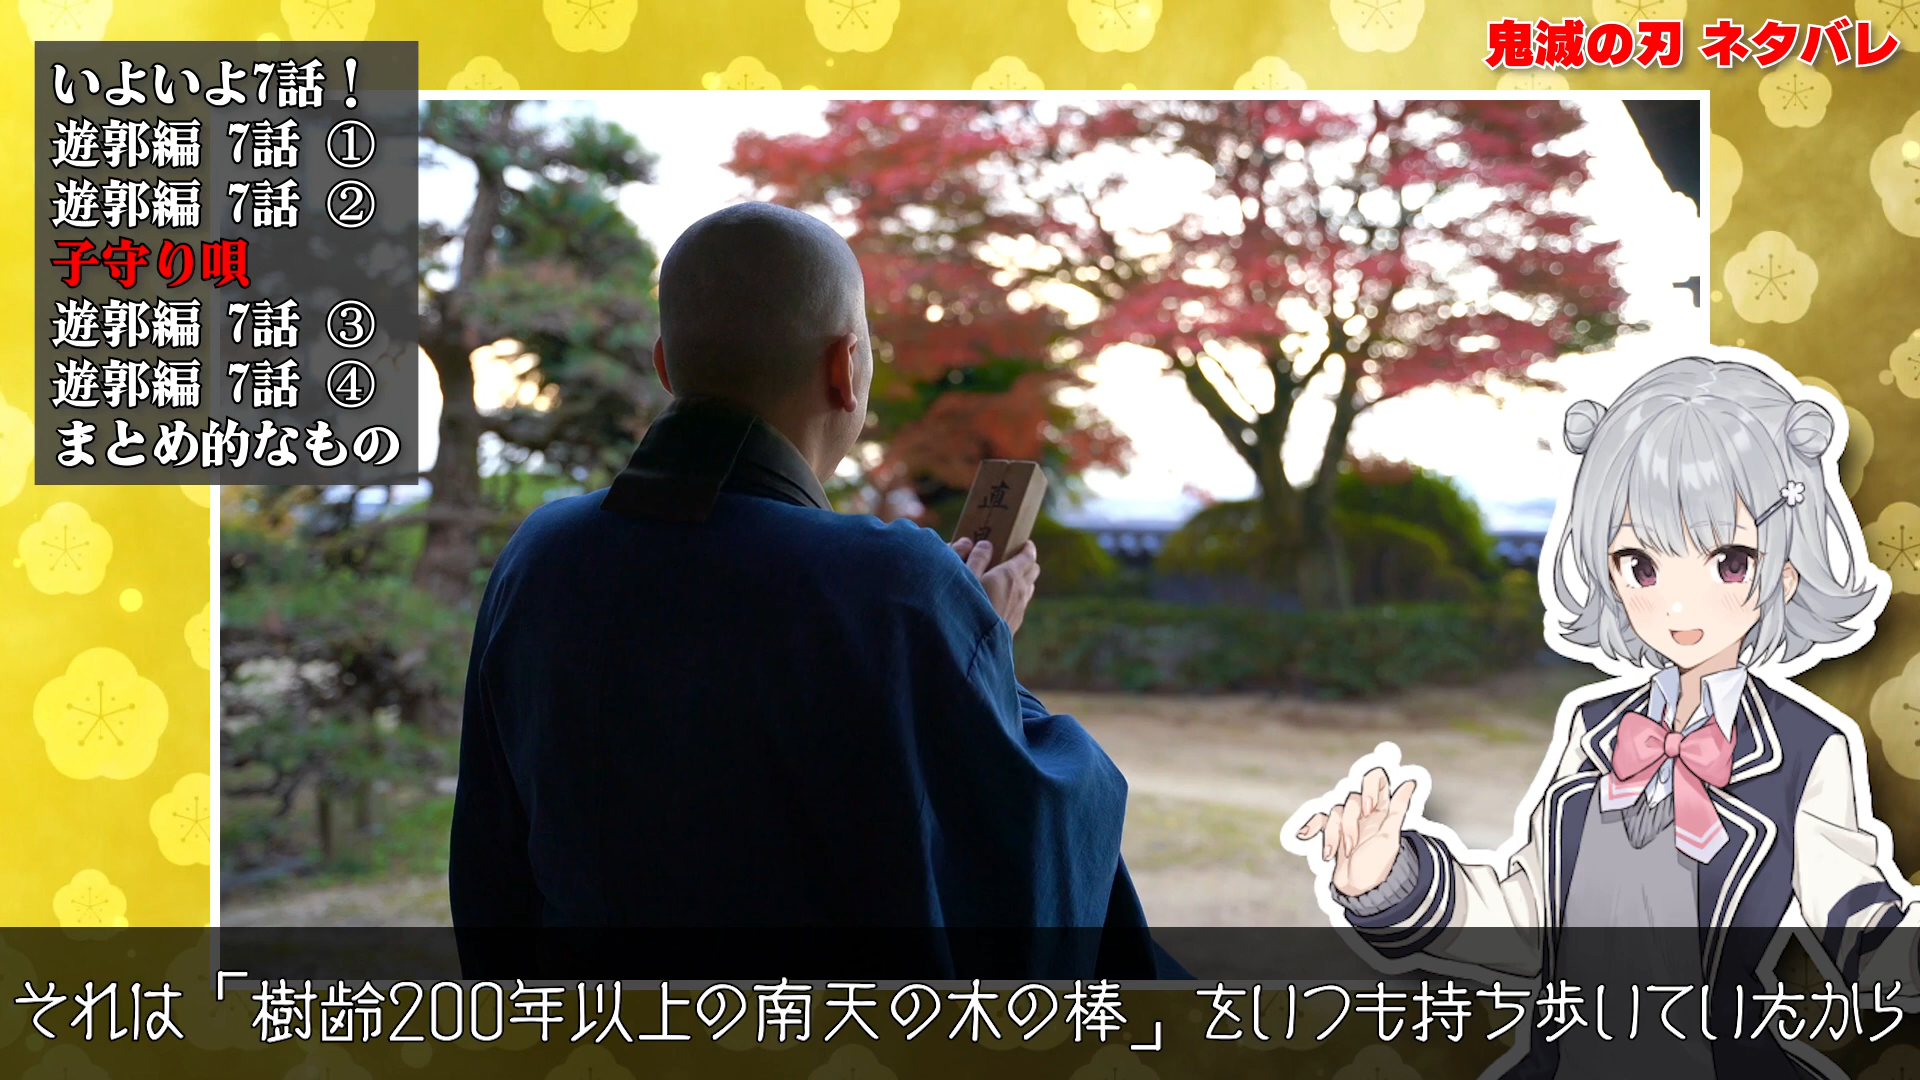 鬼滅の刃 ネタバレ
いよいよ7話！
遊郭編 7話 ①
遊郭編 7話 ②
子守り唄
遊郭編 7話 ③
遊郭編 7話 ④
まとめ的なもの
直
それは「樹齢200年以上の南天の木の棒」をいつも持ち歩いていたから